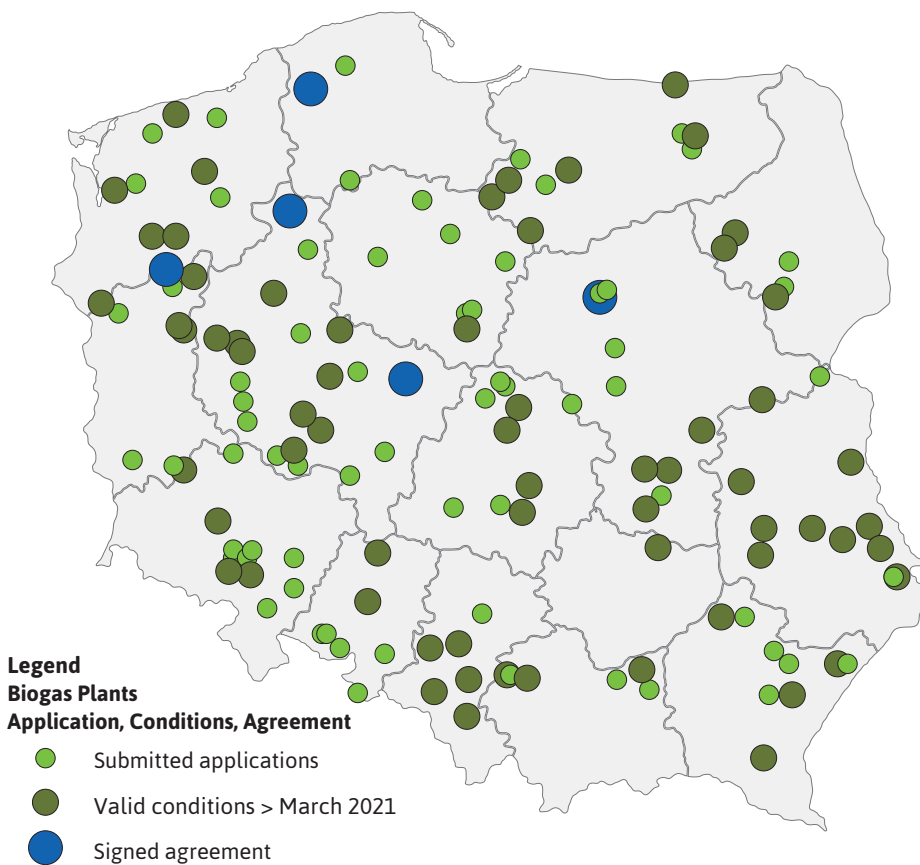 Legend
Biogas Plants
Application, Conditions, Agreement
Submitted applications
Valid conditions > March 2021
Signed agreement